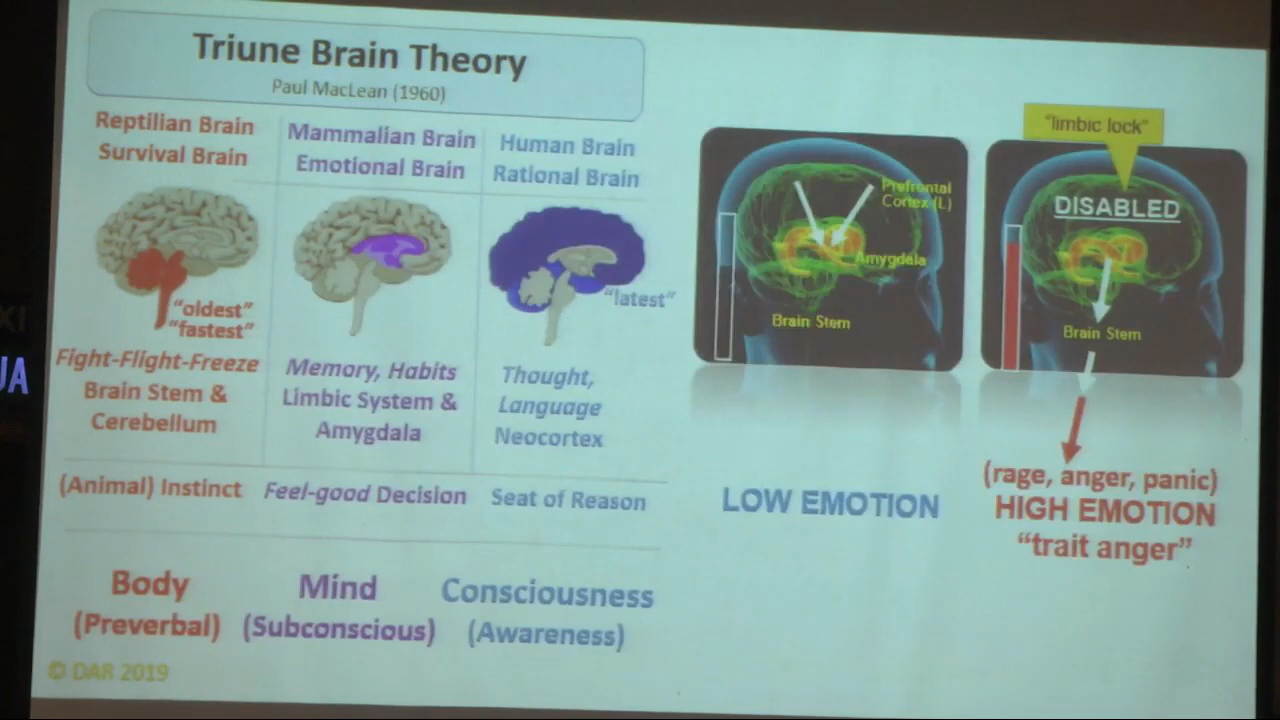 Triune Brain Theory
Paul MacLean (1960)
Reptilian Brain
Survival Brain
"oldest"
"fastest"
Fight-Flight-Freeze
Brain Stem &
Cerebellum
(Animal) Instinct
Body
(Preverbal)
Mammalian Brain
Emotional Brain
Memory, Habits
Limbic System &
Amygdala
Feel-good Decision
Mind
(Subconscious)
Human Brain
Rational Brain
"latest"
Thought,
Language
Neocortex
Seat of Reason
Consciousness
(Awareness)
Prefrontal
Cortex (L)
Amygdala
Brain Stem
LOW EMOTION
"limbic lock"
DISABLED
Brain Stem
(rage, anger, panic)
HIGH EMOTION
"trait anger"
© DAR 2019